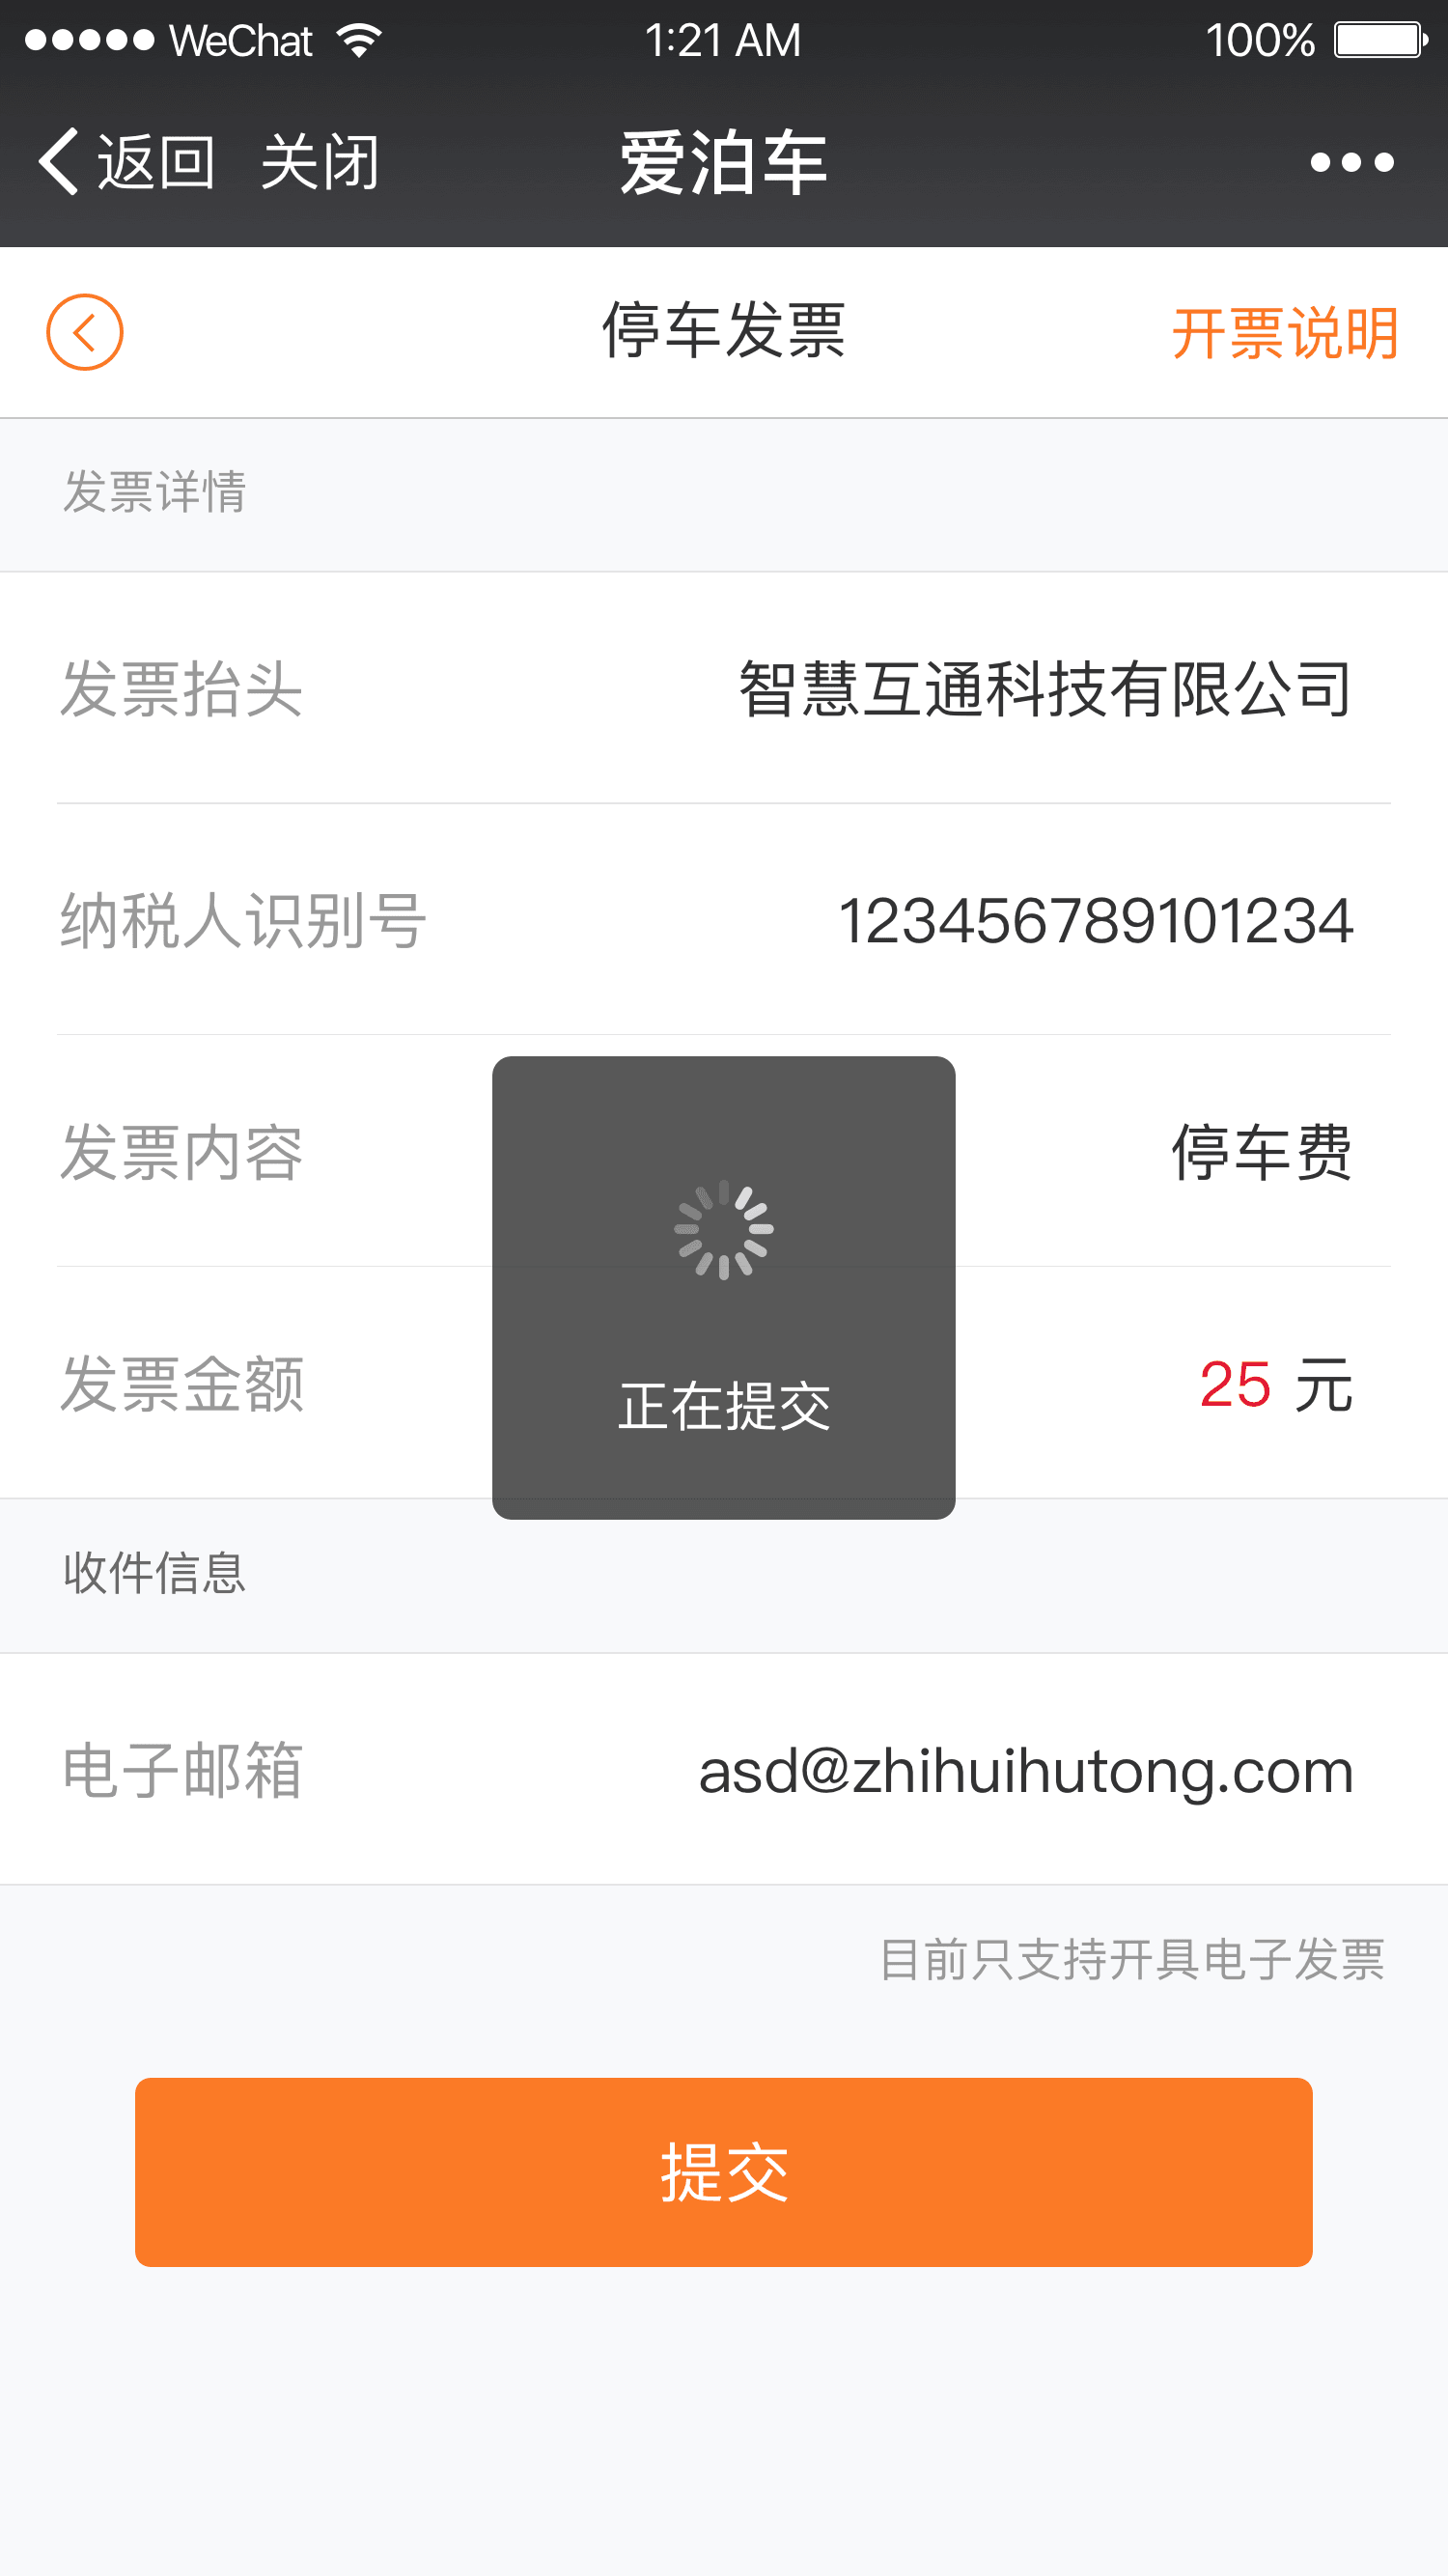 WeChat 1:21 AM 100%
返回 关闭 爱泊车
停车发票 开票说明
发票详情
发票抬头 智慧互通科技有限公司
纳税人识别号 123456789101234
发票内容 停车费
发票金额 25 元
正在提交
收件信息
电子邮箱 asd@zhihuihutong.com
目前只支持开具电子发票
提交